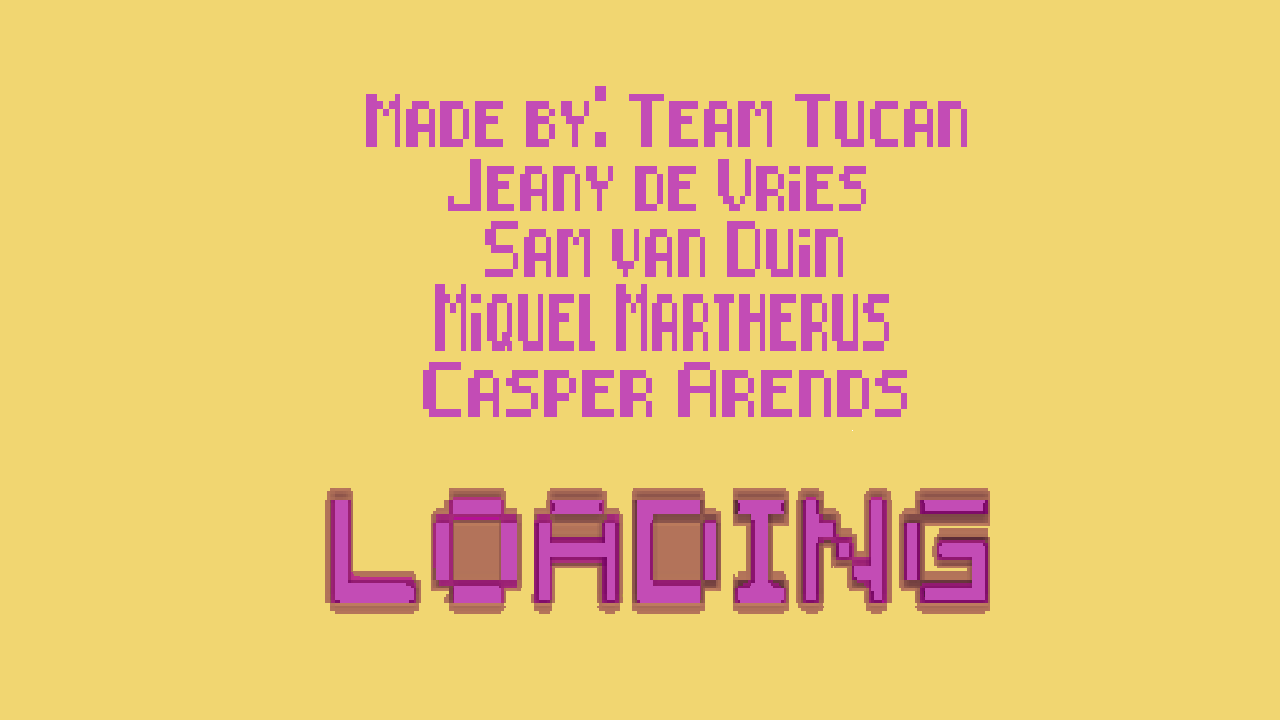 Made by: Team Tucan
Jeany de Vries
Sam van Duin
Miquel Martherus
Casper Arends
LOADING